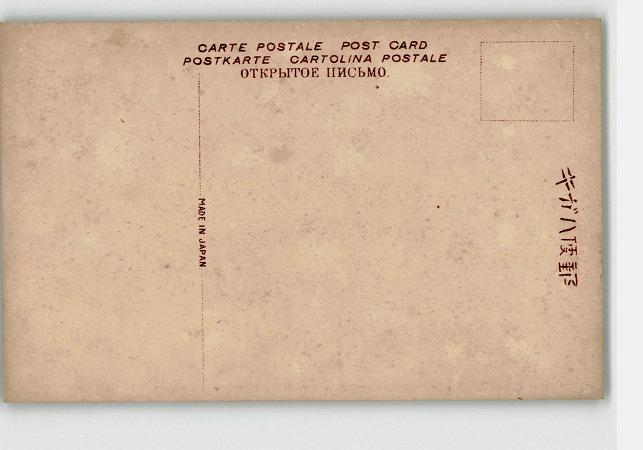 CARTE POSTALE POST CARD
POSTKARTE CARTOLINA POSTALE
ОТКРЫТОЕ ПИСЬМО.
MADE IN JAPAN
キガハ便郵